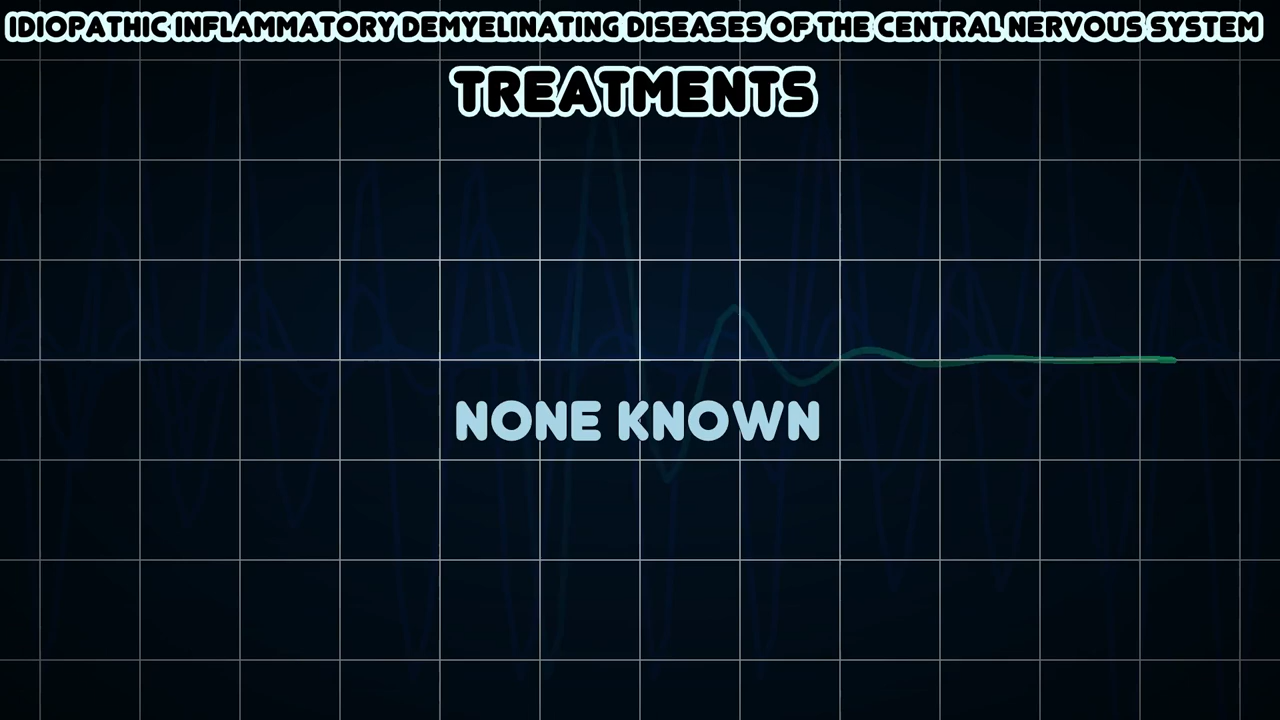 IDIOPATHIC INFLAMMATORY DEMYELINATING DISEASES OF THE CENTRAL NERVOUS SYSTEM
TREATMENTS
NONE KNOWN